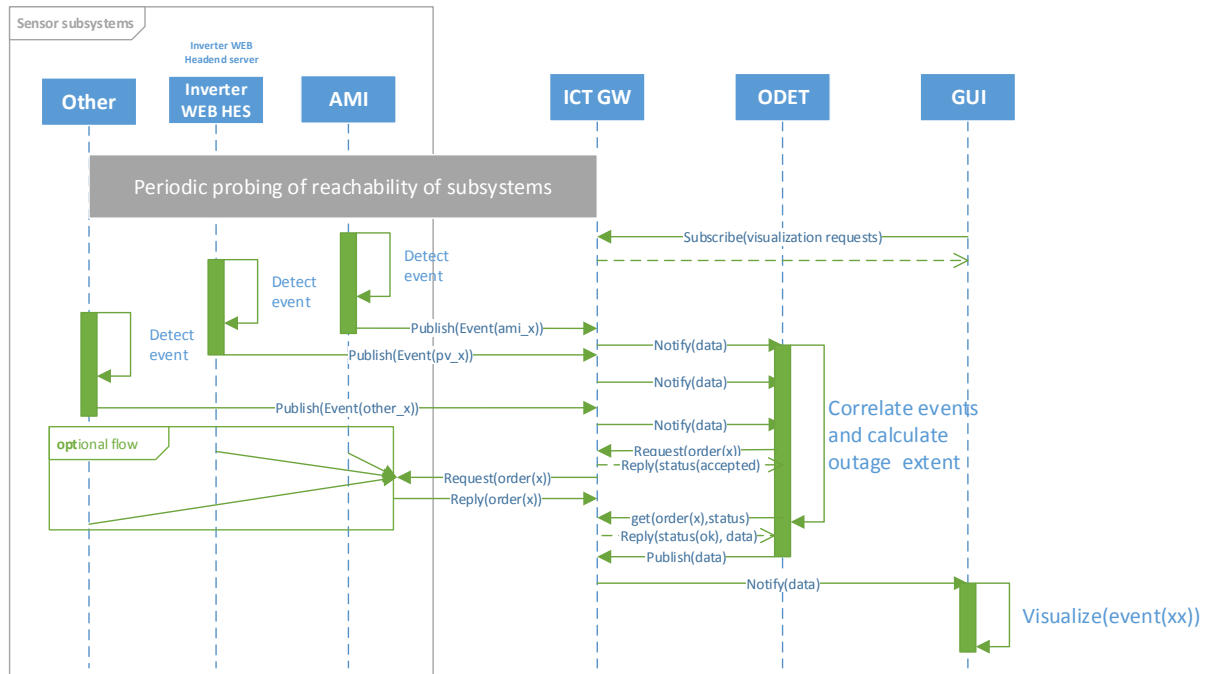 Sensor subsystems
Inverter WEB
Headend server
Other
Inverter
WEB HES
AMI
ICT GW
ODET
GUI
Periodic probing of reachability of subsystems
Subscribe(visualization requests)
Detect
event
Detect
event
Detect
event
Publish(Event(ami_x))
Notify(data)
Publish(Event(pv_x))
Notify(data)
Publish(Event(other_x))
Notify(data)
Correlate events
and calculate
outage extent
optional flow
Request(order(x))
Reply(status(accepted)
Request(order(x))
Reply(order(x))
get(order(x),status)
Reply(status(ok), data)
Publish(data)
Notify(data)
Visualize(event(xx))